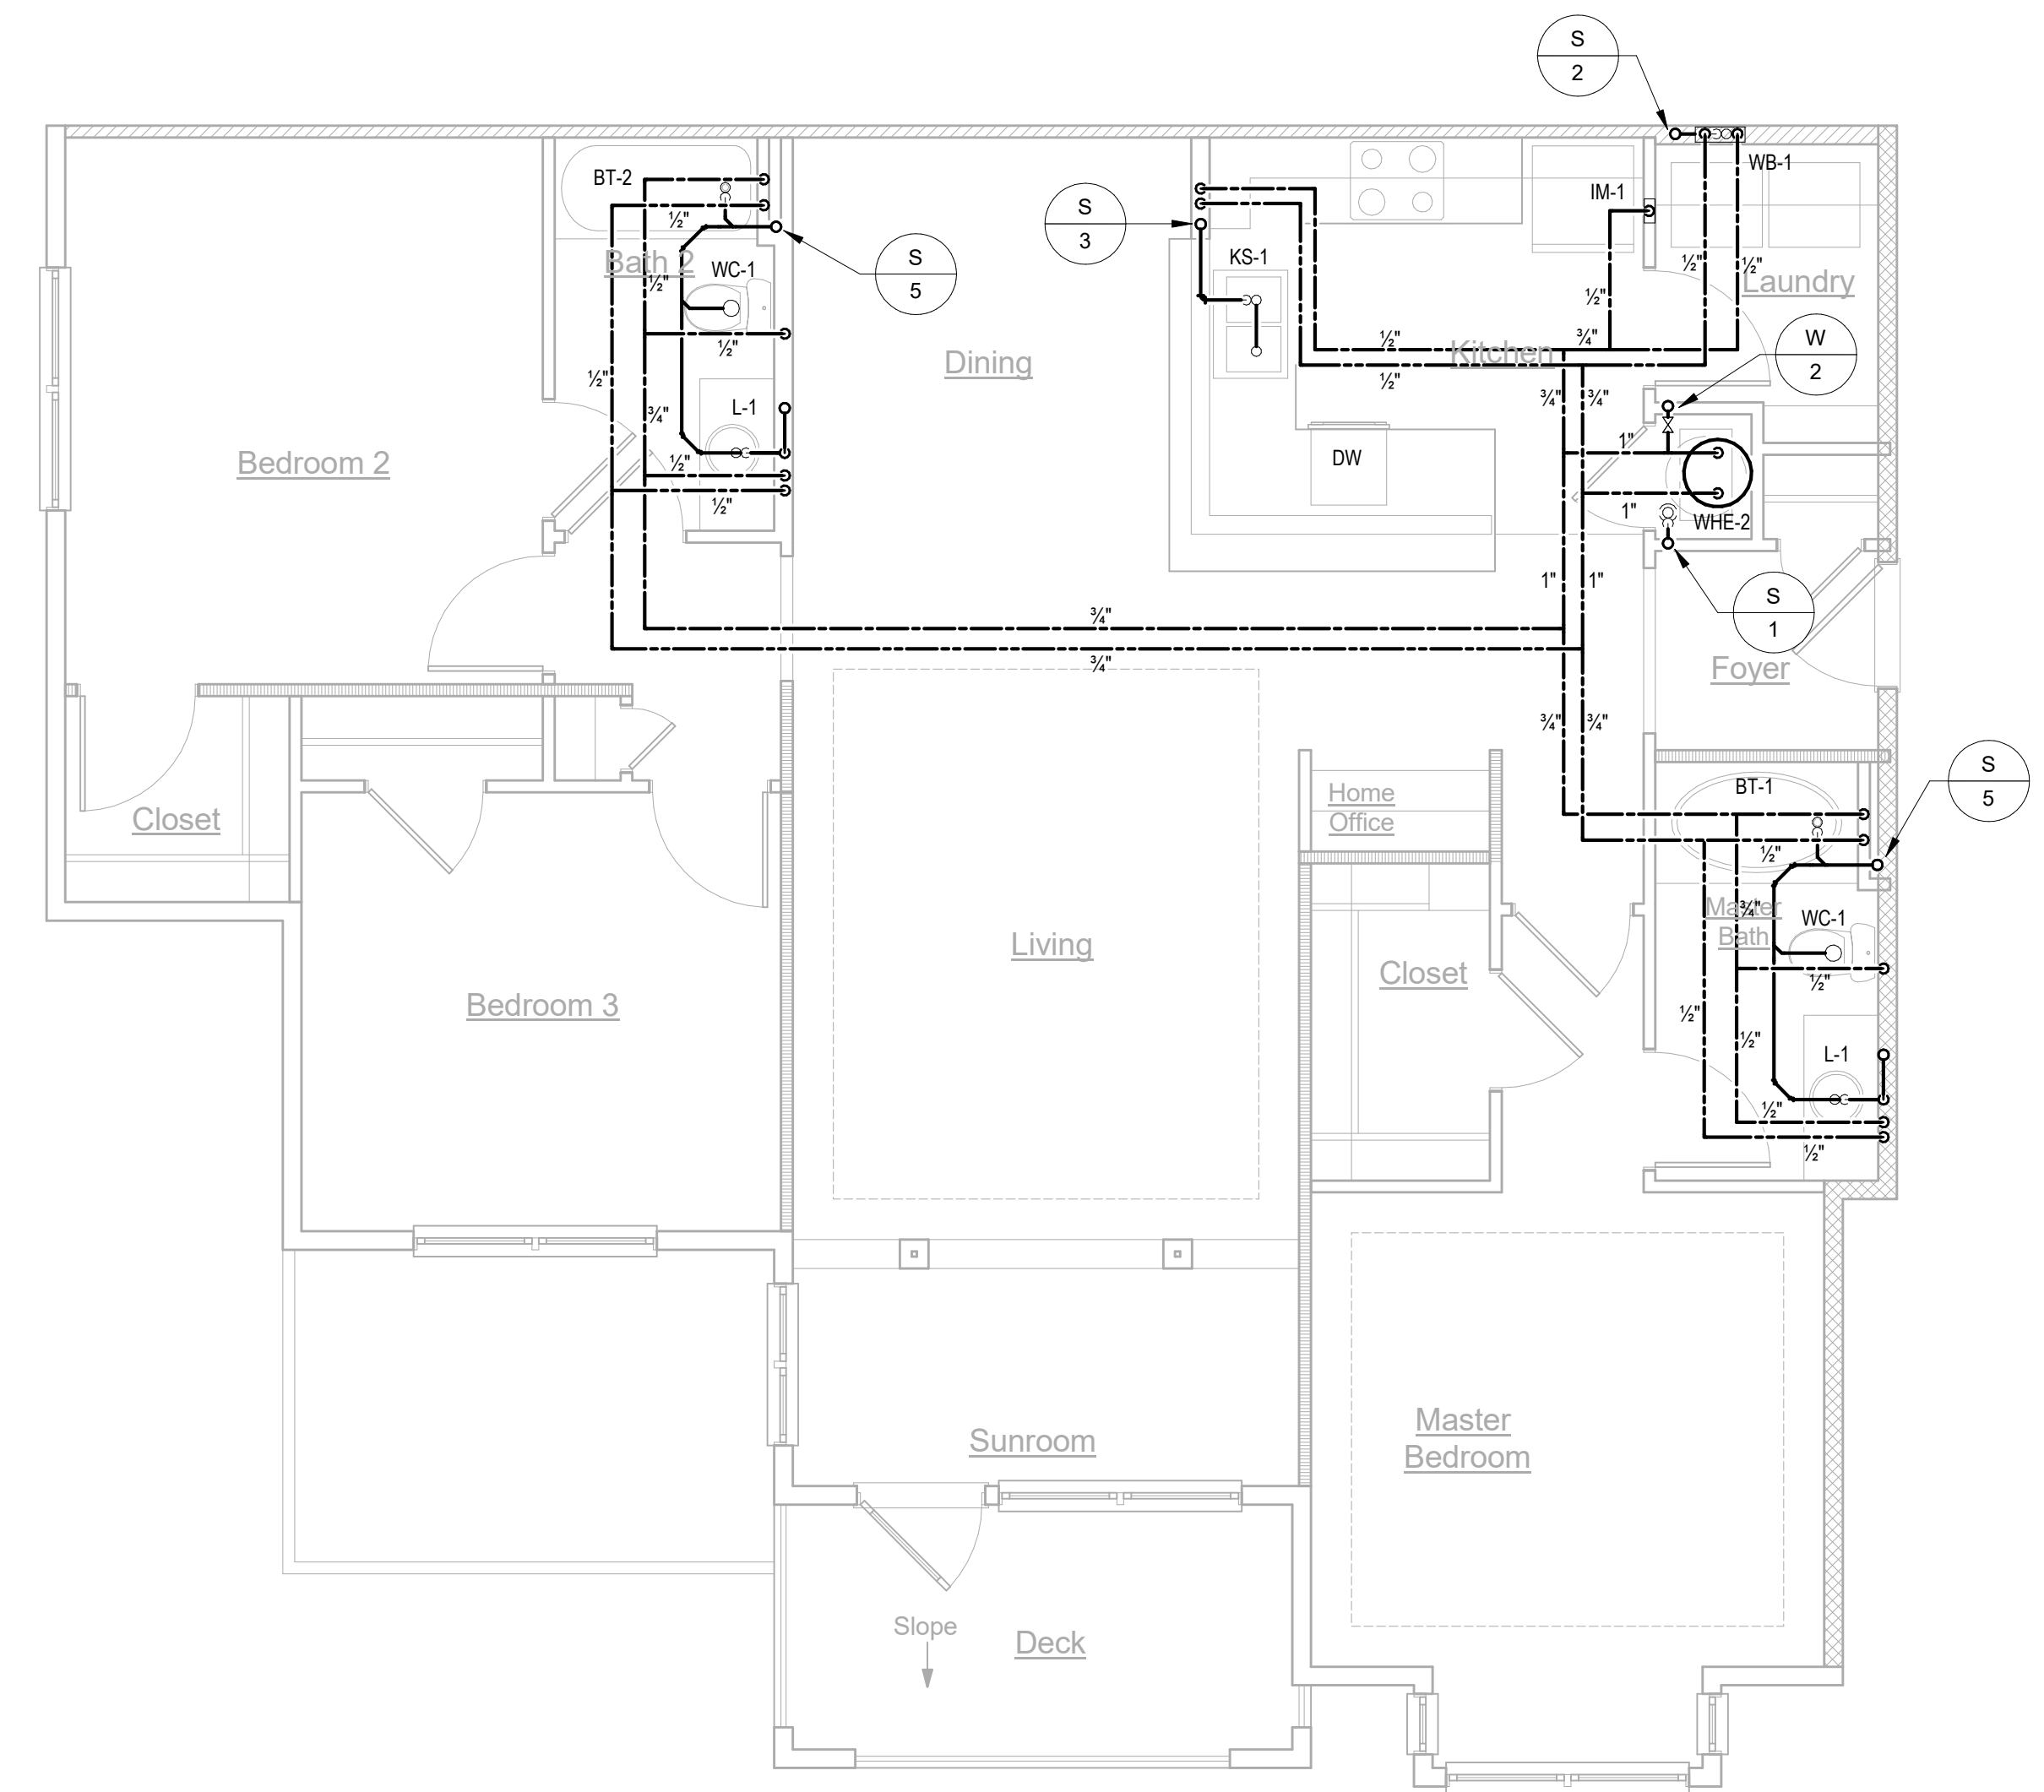 S
2
WB-1
BT-2
IM-1
S
3
½"
S
5
Bath 2
WC-1
KS-1
½"
½"
Laundry
½"
½"
½"
½"
¾"
Kitchen
W
2
Dining
½"
½"
¾"
¾"
¾"
L-1
1"
Bedroom 2
½"
DW
½"
1"
WHE-2
1"
1"
S
1
¾"
¾"
Foyer
¾"
¾"
S
5
BT-1
Home
Office
Closet
½"
Master
Bath
¾"
WC-1
Living
Closet
½"
Bedroom 3
½"
½"
L-1
½"
½"
Master
Bedroom
Sunroom
Slope
Deck